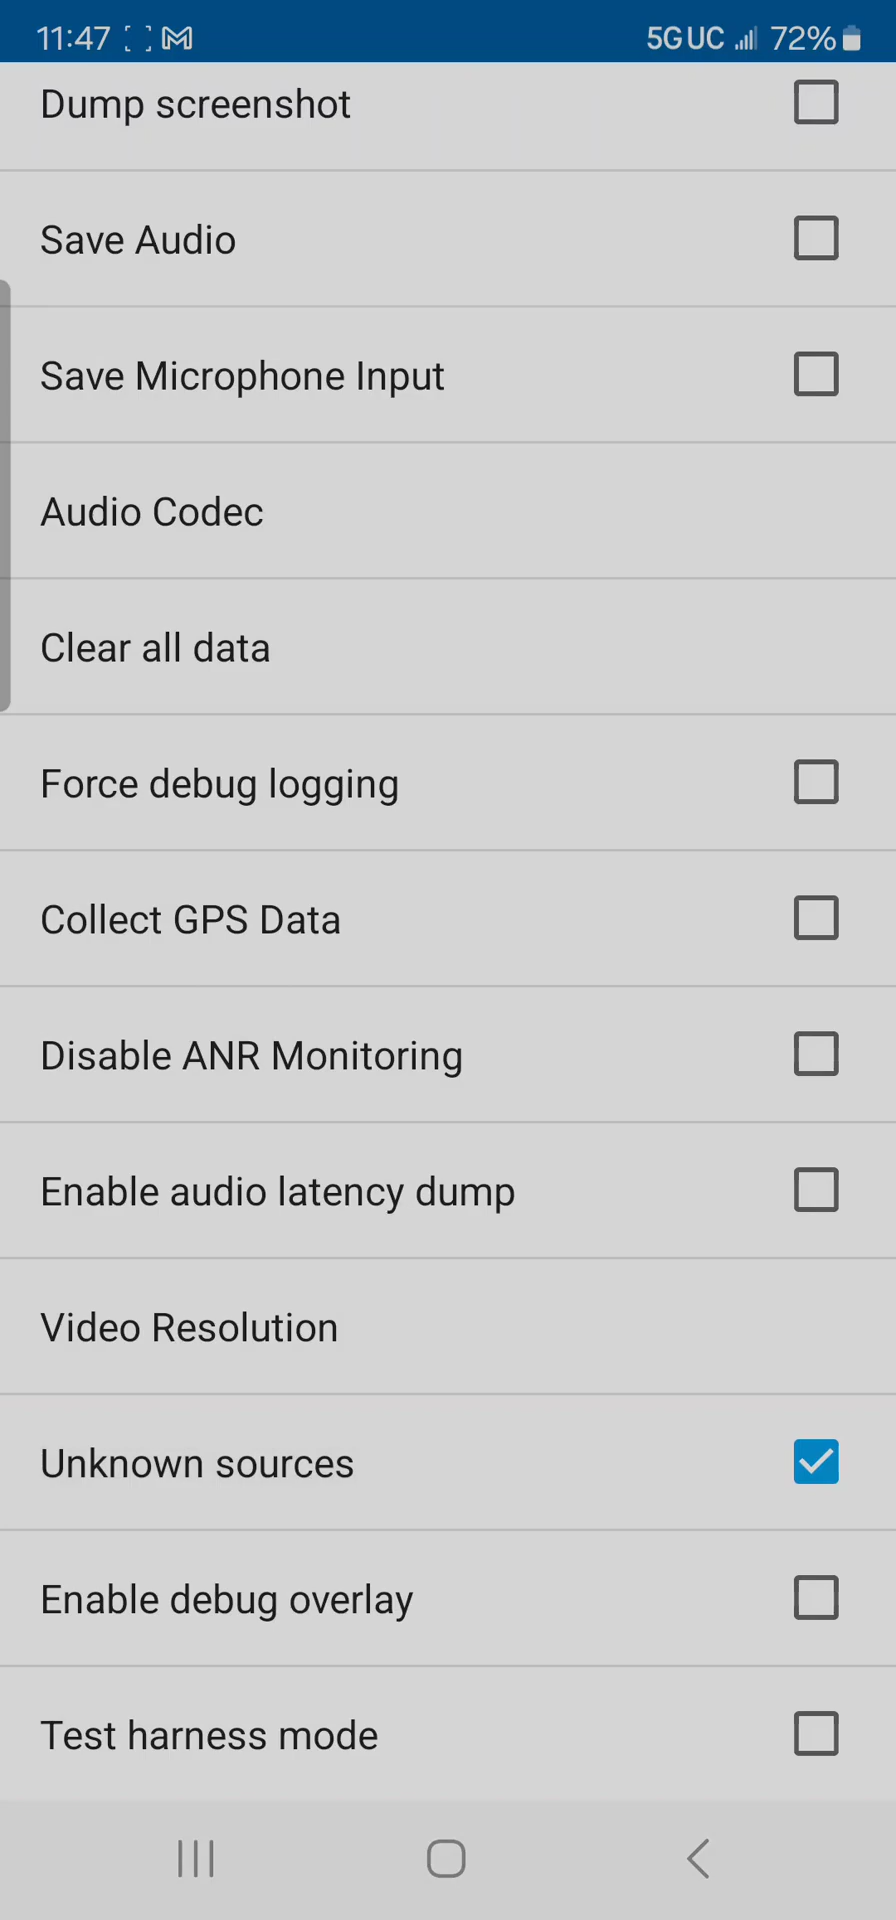 11:47 5G UC 72%
Dump screenshot
Save Audio
Save Microphone Input
Audio Codec
Clear all data
Force debug logging
Collect GPS Data
Disable ANR Monitoring
Enable audio latency dump
Video Resolution
Unknown sources
Enable debug overlay
Test harness mode